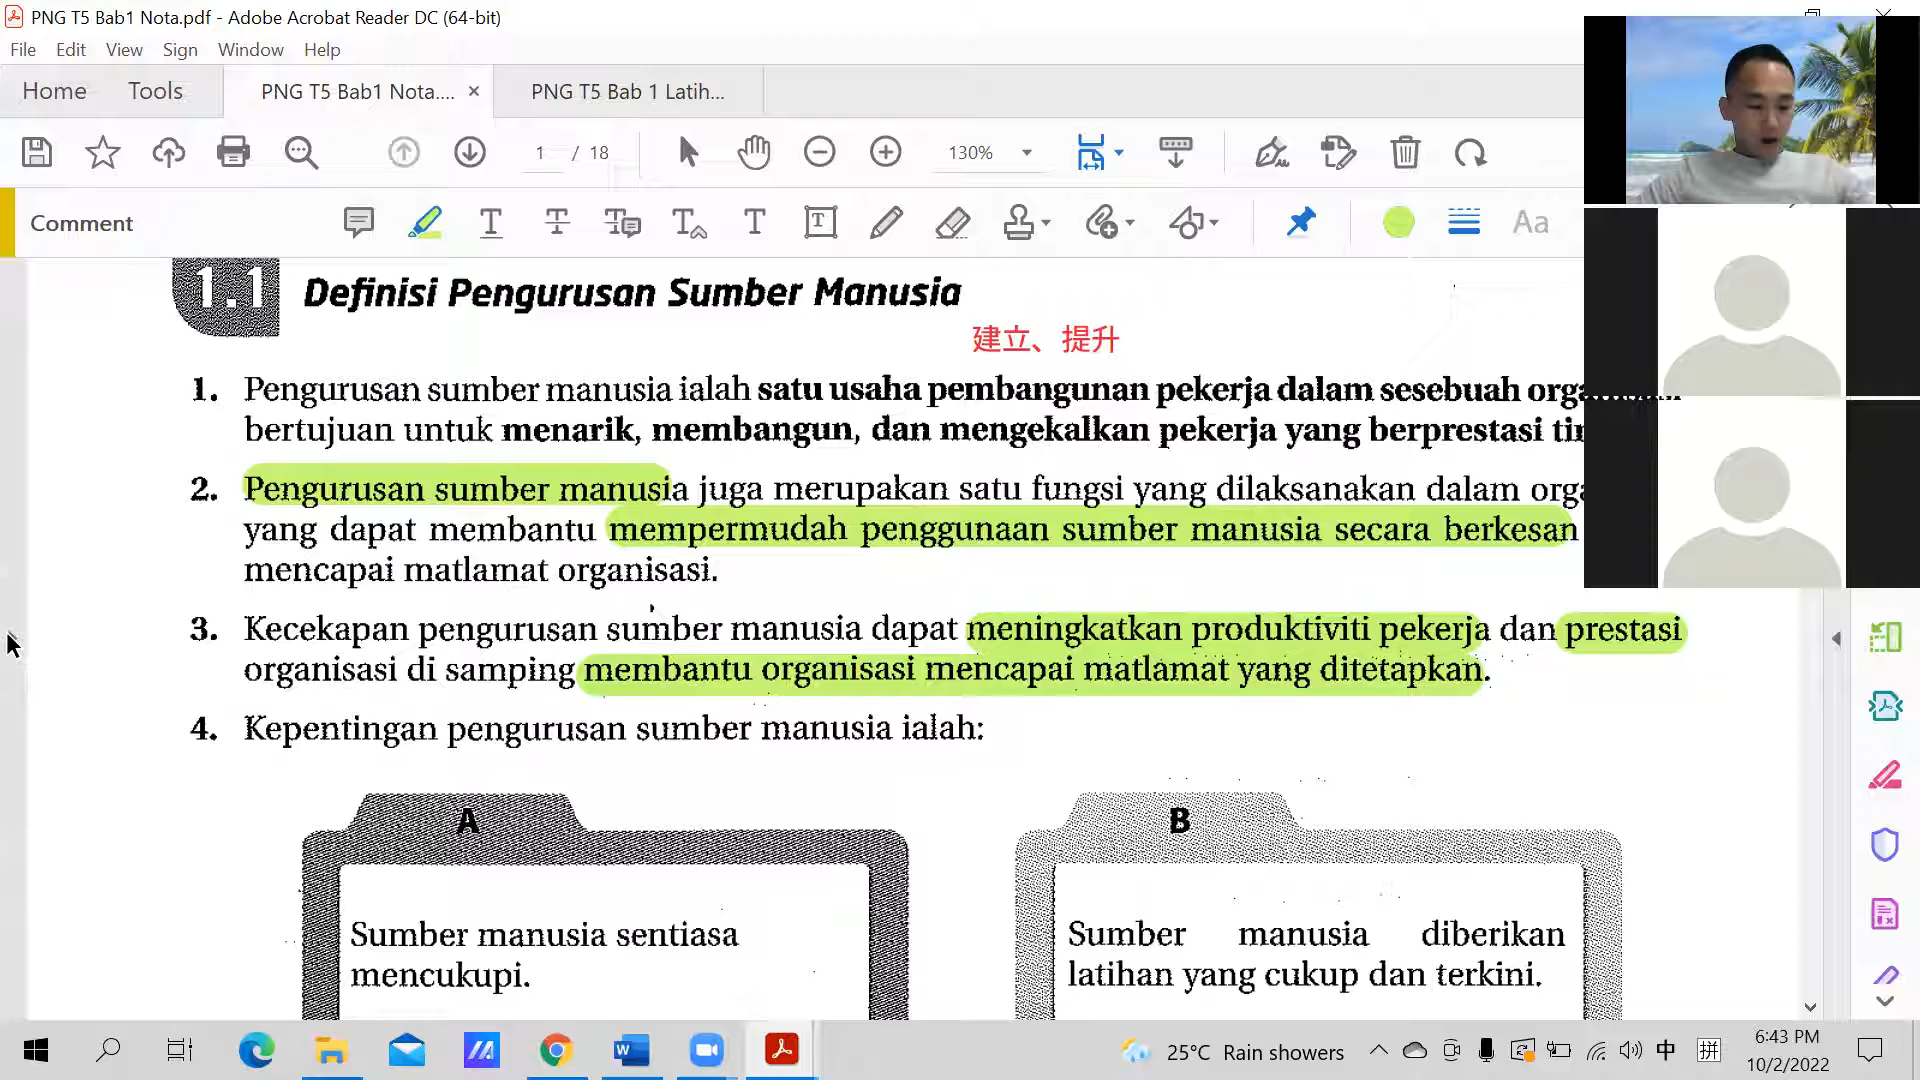 PNG T5 Bab1 Nota.pdf - Adobe Acrobat Reader DC (64-bit)
File Edit View Sign Window Help
Home Tools PNG T5 Bab1 Nota.... × PNG T5 Bab 1 Latih...
1 / 18 130%
Comment
1.1 Definisi Pengurusan Sumber Manusia
建立、提升
1. Pengurusan sumber manusia ialah satu usaha pembangunan pekerja dalam sesebuah
bertujuan untuk menarik, membangun, dan mengekalkan pekerja yang berprestasi
2. Pengurusan sumber manusia juga merupakan satu fungsi yang dilaksanakan dalam
yang dapat membantu mempermudah penggunaan sumber manusia secara berkesan
mencapai matlamat organisasi.
3. Kecekapan pengurusan sumber manusia dapat meningkatkan produktiviti pekerja dan prestasi
organisasi di samping membantu organisasi mencapai matlamat yang ditetapkan.
4. Kepentingan pengurusan sumber manusia ialah:
A B
Sumber manusia sentiasa
mencukupi.
Sumber manusia diberikan
latihan yang cukup dan terkini.
25°C Rain showers 中 拼 6:43 PM
10/2/2022